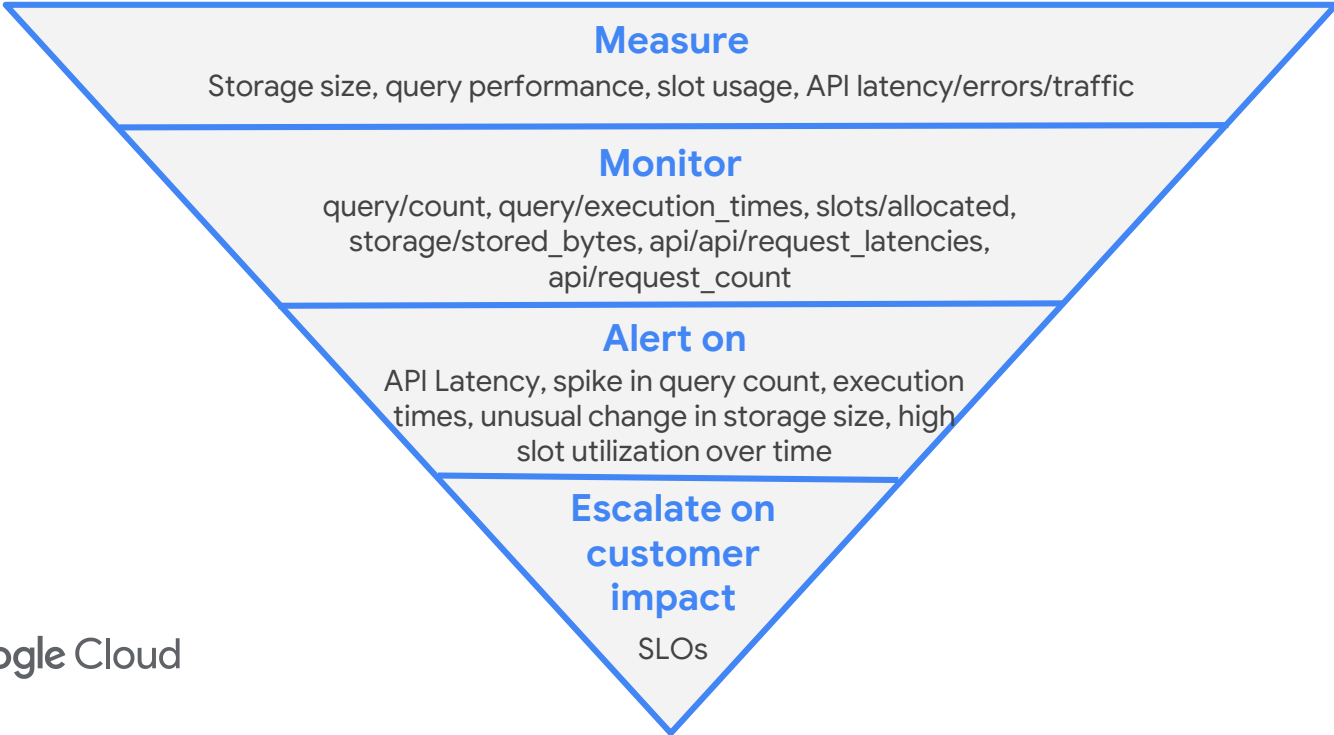 Measure
Storage size, query performance, slot usage, API latency/errors/traffic
Monitor
query/count, query/execution_times, slots/allocated,
storage/stored_bytes, api/api/request_latencies,
api/request_count
Alert on
API Latency, spike in query count, execution
times, unusual change in storage size, high
slot utilization over time
Escalate on
customer
impact
SLOs
ogle Cloud